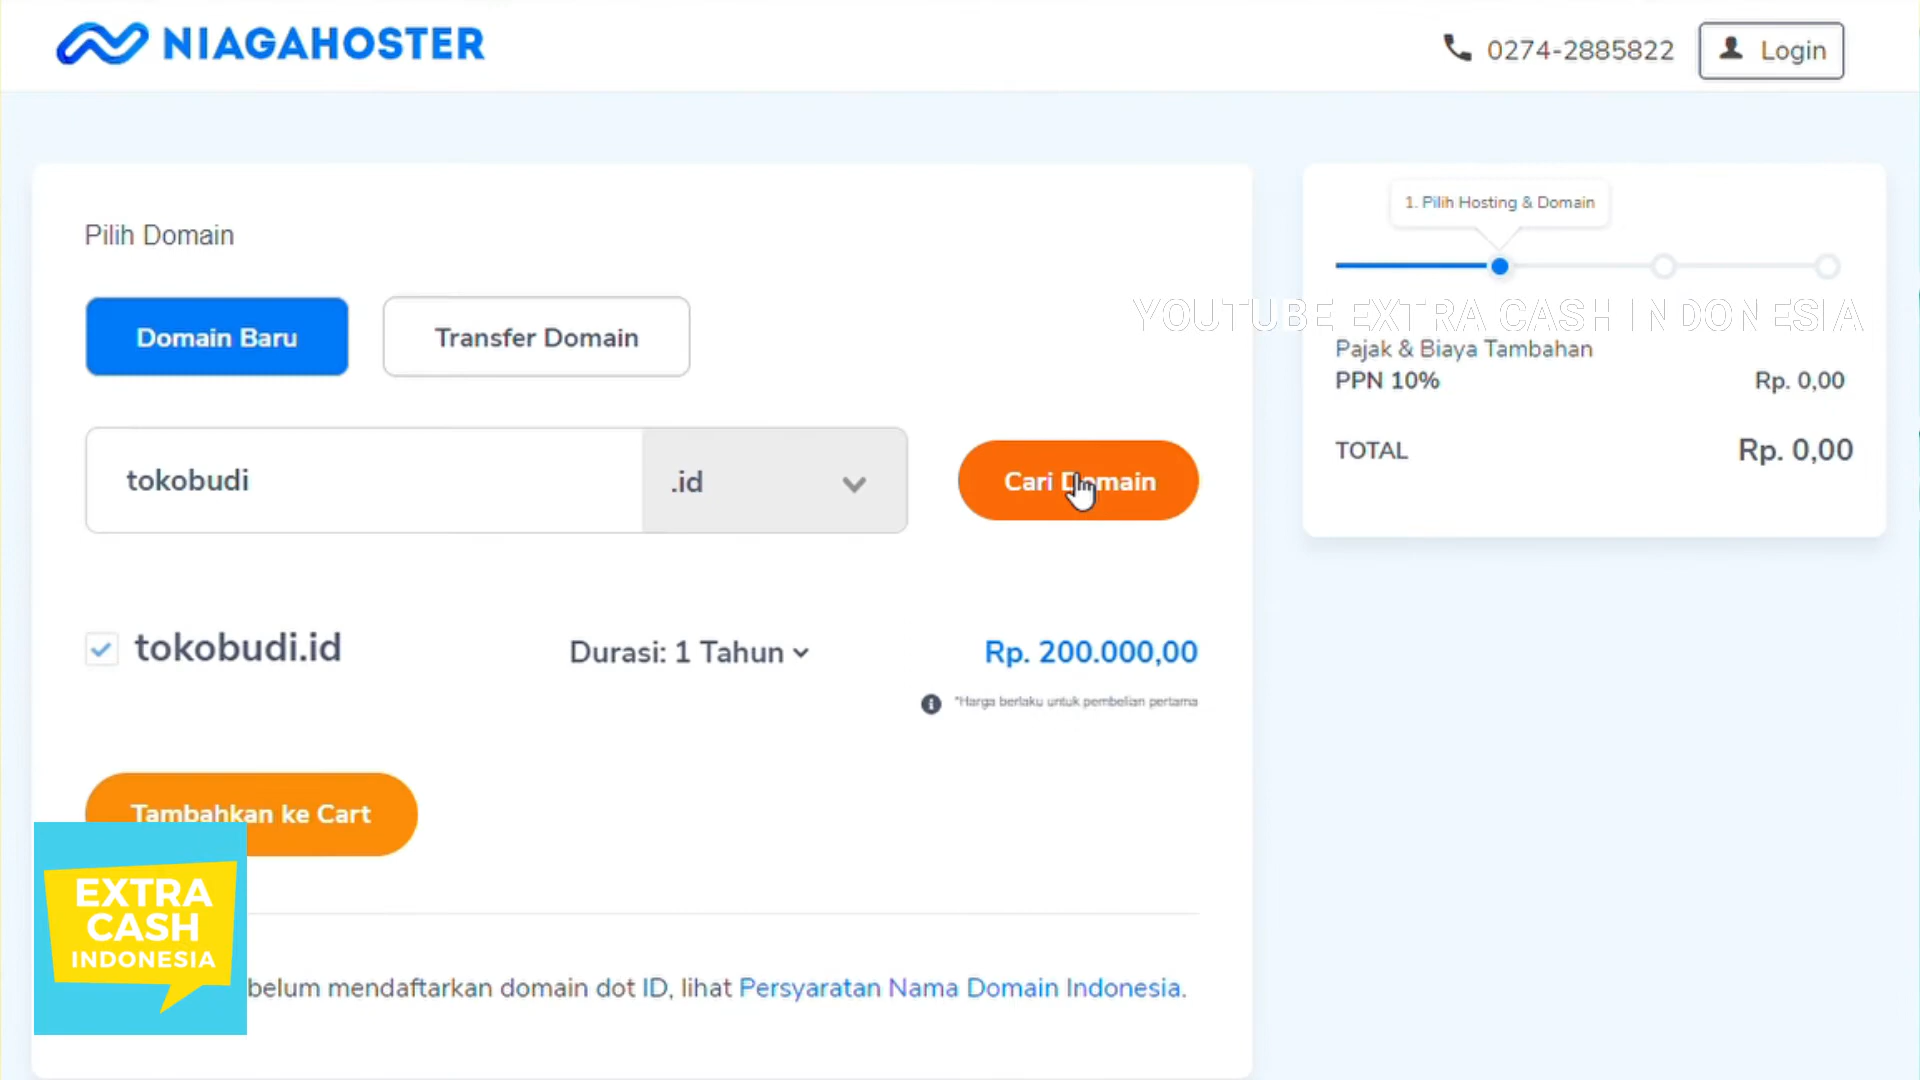 NIAGAHOSTER
0274-2885822
Login
Pilih Domain
Domain Baru
Transfer Domain
tokobudi
.id
Cari Domain
tokobudi.id
Durasi: 1 Tahun
Rp. 200.000,00
*Harga berlaku untuk pembelian pertama
Tambahkan ke Cart
belum mendaftarkan domain dot ID, lihat Persyaratan Nama Domain Indonesia.
1. Pilih Hosting & Domain
YOUTUBE EXTRA CASH INDONESIA
Pajak & Biaya Tambahan
PPN 10%
Rp. 0,00
TOTAL
Rp. 0,00
EXTRA
CASH
INDONESIA